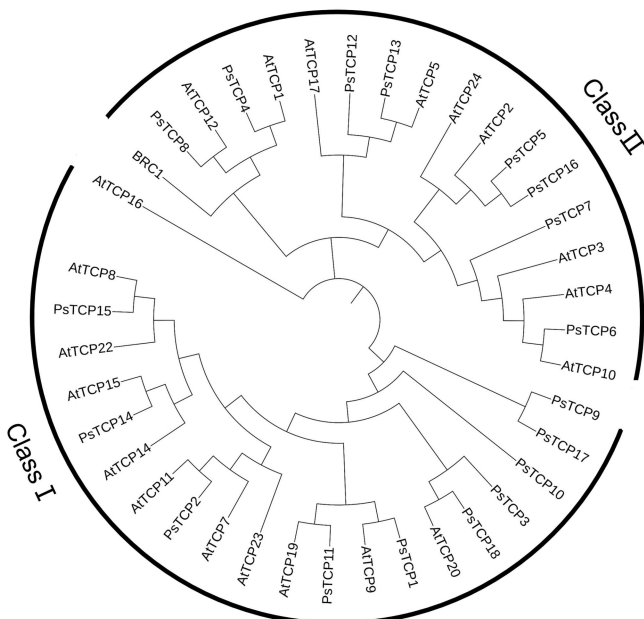 Class II
AtTCP17
PsTCP12
PsTCP13
AtTCP5
AtTCP24
AtTCP2
PsTCP5
PsTCP16
PsTCP7
AtTCP3
AtTCP4
PsTCP6
AtTCP10
PsTCP9
PsTCP17
PsTCP10
PsTCP3
PsTCP18
AtTCP20
PsTCP1
AtTCP9
PsTCP11
AtTCP19
AtTCP23
AtTCP7
PsTCP2
AtTCP11
AtTCP14
PsTCP14
AtTCP15
AtTCP22
PsTCP15
AtTCP8
AtTCP16
BRC1
PsTCP8
AtTCP12
PsTCP4
AtTCP1
Class I